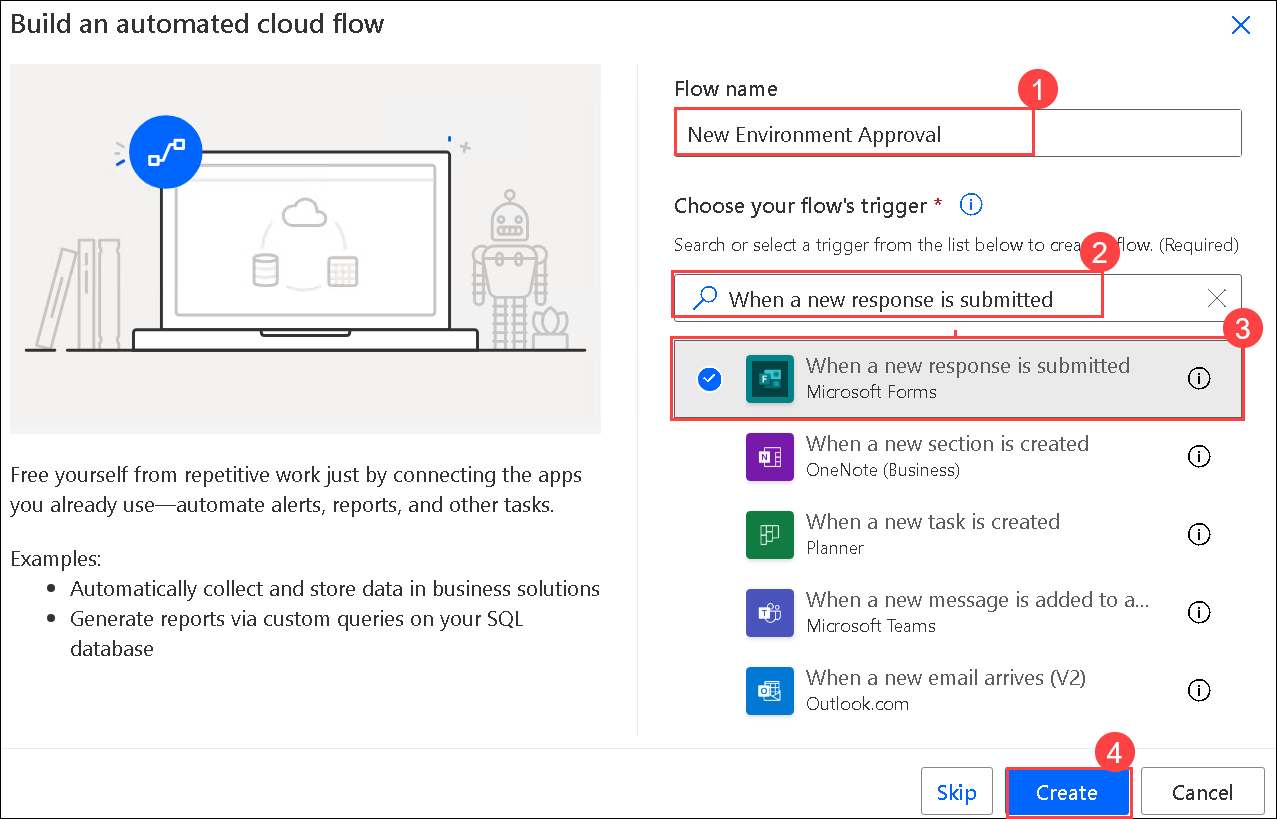 Build an automated cloud flow
Free yourself from repetitive work just by connecting the apps
you already use—automate alerts, reports, and other tasks.
Examples:
• Automatically collect and store data in business solutions
• Generate reports via custom queries on your SQL
database
Flow name
1
New Environment Approval
Choose your flow's trigger *
Search or select a trigger from the list below to flow. (Required)
2
When a new response is submitted
3
When a new response is submitted
Microsoft Forms
When a new section is created
OneNote (Business)
When a new task is created
Planner
When a new message is added to a...
Microsoft Teams
When a new email arrives (V2)
Outlook.com
4
Skip
Create
Cancel